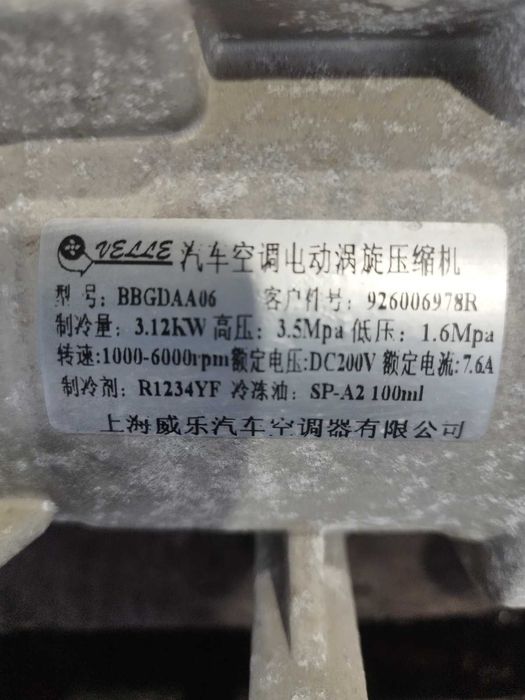 VELLE 汽车空调电动涡旋压缩机
型 号: BBGDAA06 客户件号: 926006978R
制冷量: 3.12KW 高压: 3.5Mpa 低压: 1.6Mpa
转速:1000-6000rpm 额定电压:DC200V 额定电流:7.6A
制冷剂: R1234YF 冷冻油: SP-A2 100ml
上海威乐汽车空调器有限公司